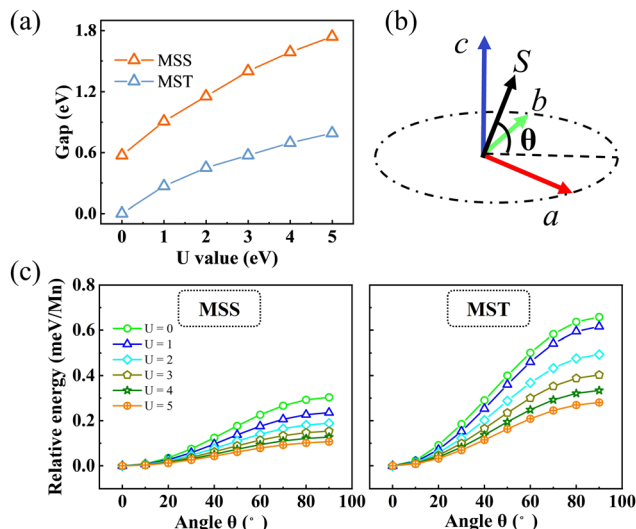 (a)
MSS
MST
Gap (eV)
1.8
1.2
0.6
0.0
0 1 2 3 4 5
U value (eV)
(b)
c
S
b
θ
a
(c)
Relative energy (meV/Mn)
0.8
0.6
0.4
0.2
0.0
MSS
U = 0
U = 1
U = 2
U = 3
U = 4
U = 5
0 20 40 60 80 100
Angle θ (°)
MST
0 20 40 60 80 100
Angle θ (°)